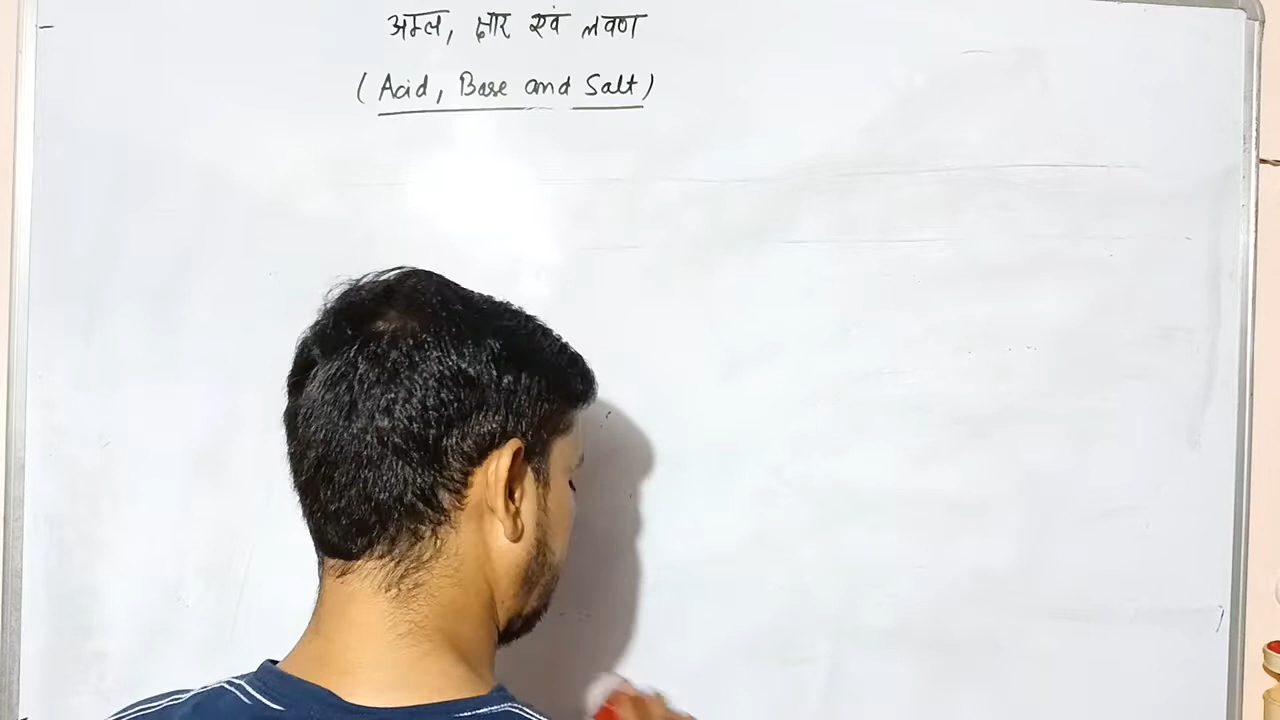 अम्ल, क्षार एवं लवण
(Acid, Base and Salt)